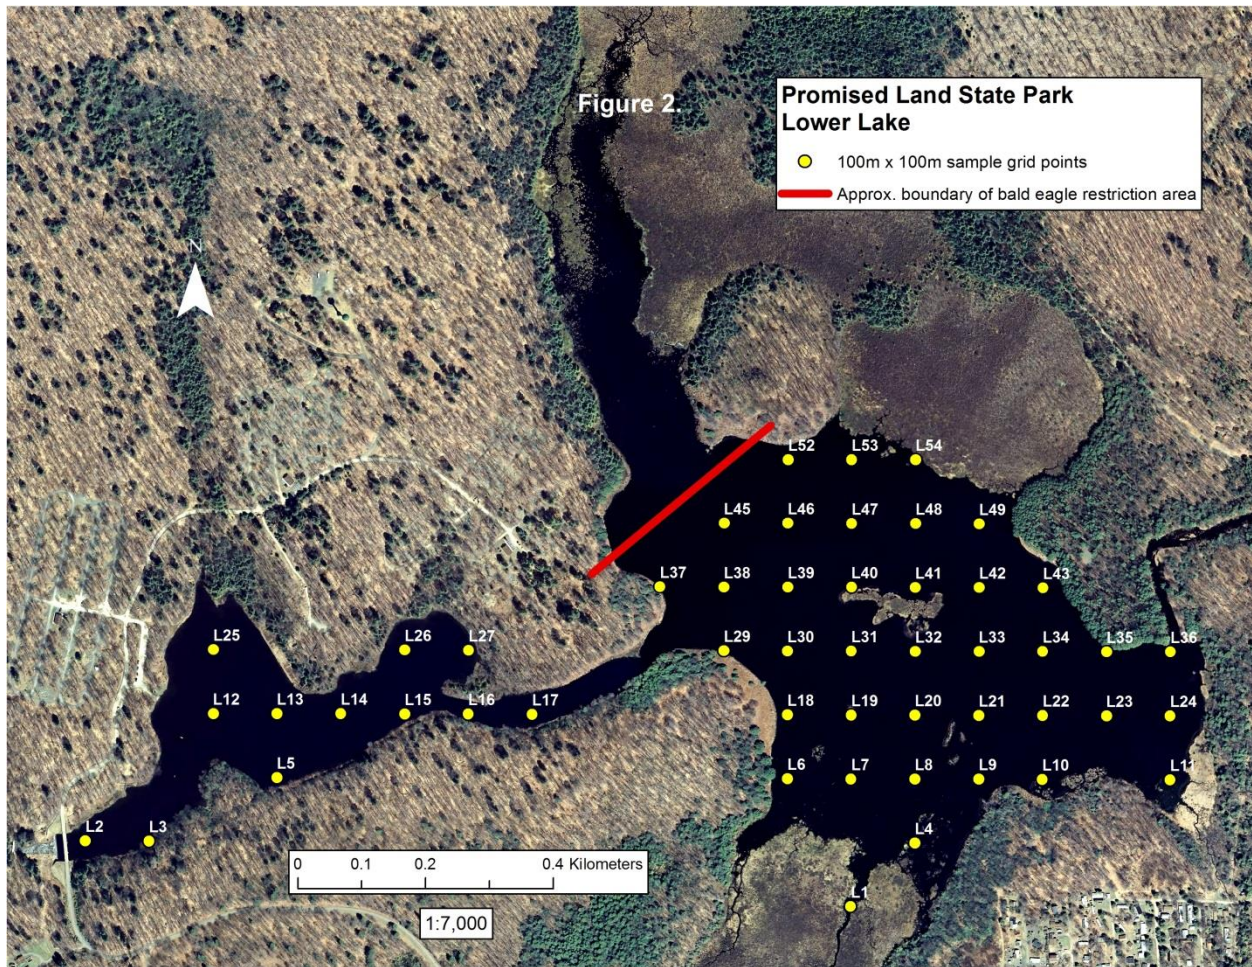 Figure 2.
Promised Land State Park
Lower Lake
100m x 100m sample grid points
Approx. boundary of bald eagle restriction area
N
L52 L53 L54
L45 L46 L47 L48 L49
L37 L38 L39 L40 L41 L42 L43
L25 L26 L27 L29 L30 L31 L32 L33 L34 L35 L36
L12 L13 L14 L15 L16 L17 L18 L19 L20 L21 L22 L23 L24
L5 L6 L7 L8 L9 L10 L11
L2 L3 L4
L1
0 0.1 0.2 0.4 Kilometers
1:7,000